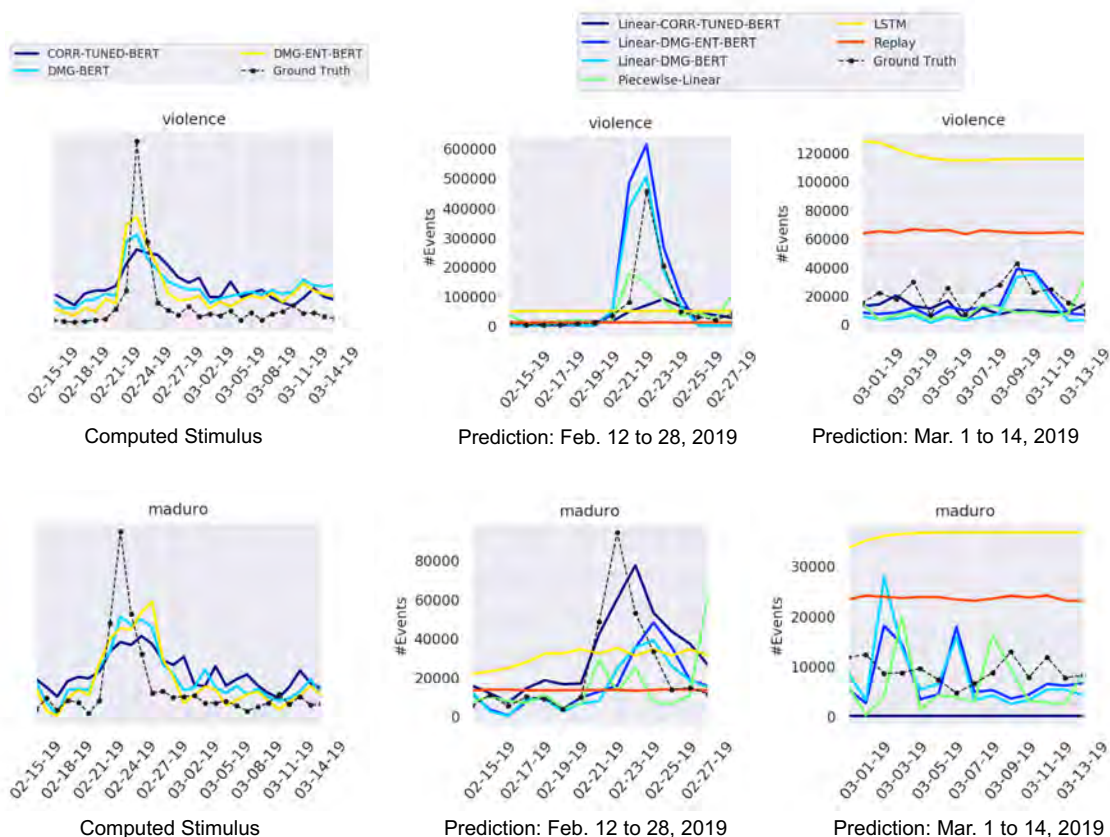 CORR-TUNED-BERT
DMG-BERT
DMG-ENT-BERT
Ground Truth
Linear-CORR-TUNED-BERT
Linear-DMG-ENT-BERT
Linear-DMG-BERT
Piecewise-Linear
LSTM
Replay
Ground Truth
violence
02-15-19
02-18-19
02-21-19
02-24-19
02-27-19
03-02-19
03-05-19
03-08-19
03-11-19
03-14-19
Computed Stimulus
violence
#Events
600000
500000
400000
300000
200000
100000
0
02-15-19
02-17-19
02-19-19
02-21-19
02-23-19
02-25-19
02-27-19
Prediction: Feb. 12 to 28, 2019
violence
#Events
120000
100000
80000
60000
40000
20000
0
03-01-19
03-03-19
03-05-19
03-07-19
03-09-19
03-11-19
03-13-19
Prediction: Mar. 1 to 14, 2019
maduro
02-15-19
02-18-19
02-21-19
02-24-19
02-27-19
03-02-19
03-05-19
03-08-19
03-11-19
03-14-19
Computed Stimulus
maduro
#Events
80000
60000
40000
20000
0
02-15-19
02-17-19
02-19-19
02-21-19
02-23-19
02-25-19
02-27-19
Prediction: Feb. 12 to 28, 2019
maduro
#Events
30000
20000
10000
0
03-01-19
03-03-19
03-05-19
03-07-19
03-09-19
03-11-19
03-13-19
Prediction: Mar. 1 to 14, 2019